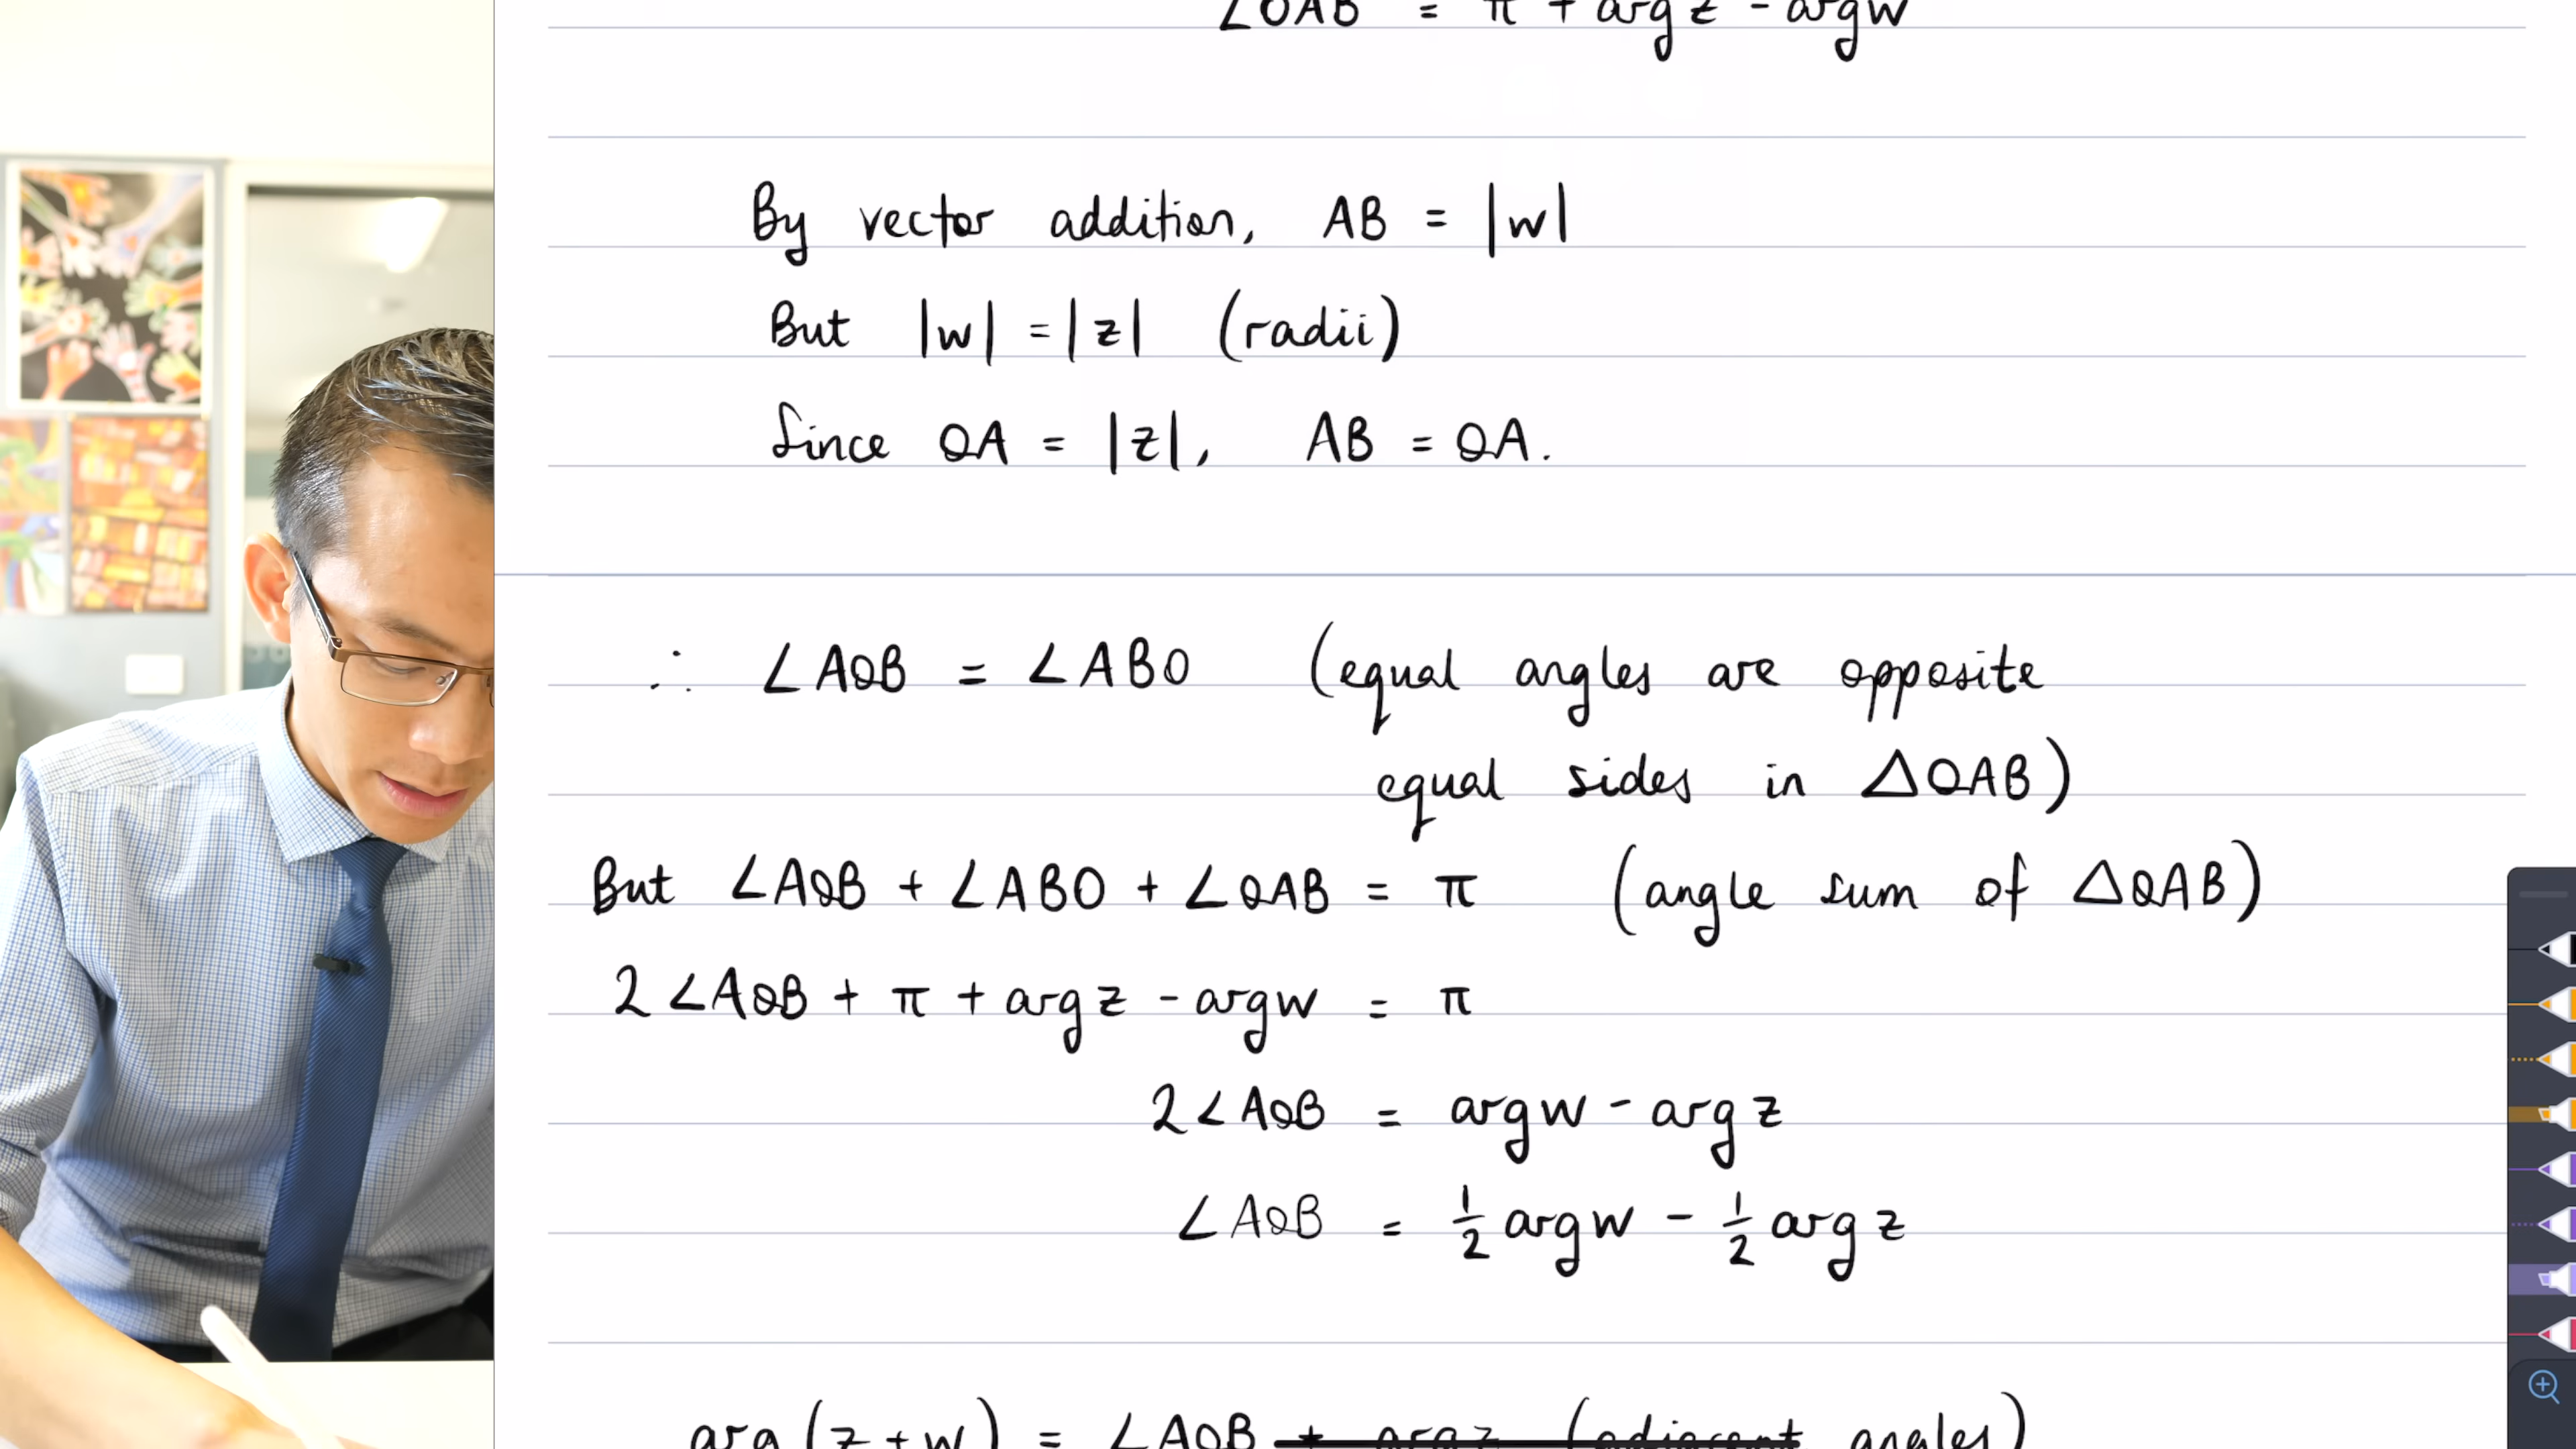 ∠OAB = π + arg z - arg w
By vector addition, AB = |w|
But |w| = |z| (radii)
Since OA = |z|, AB = OA.
∴ ∠AOB = ∠ABO (equal angles are opposite
equal sides in △OAB)
But ∠AOB + ∠ABO + ∠OAB = π (angle sum of △OAB)
2∠AOB + π + arg z - arg w = π
2∠AOB = arg w - arg z
∠AOB = ½ arg w - ½ arg z
arg (z + w) = ∠AOB + arg z (adjacent angles)